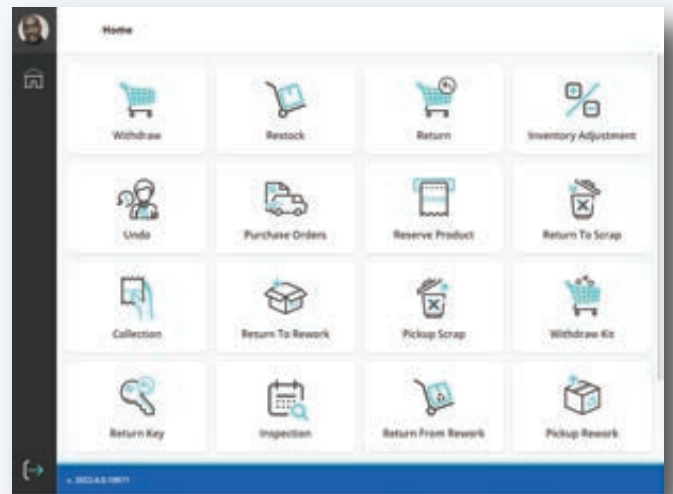 Home
Withdraw
Restock
Return
Inventory Adjustment
Undo
Purchase Orders
Reserve Product
Return To Scrap
Collection
Return To Rework
Pickup Scrap
Withdraw Kit
Return Key
Inspection
Return From Rework
Pickup Rework